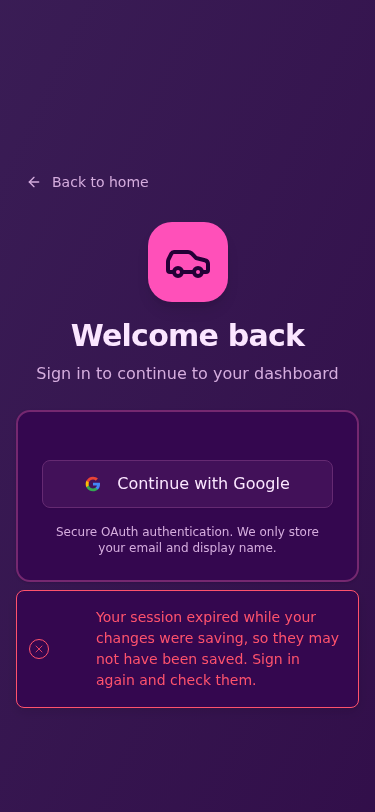 Back to home
Welcome back
Sign in to continue to your dashboard
Continue with Google
Secure OAuth authentication. We only store
your email and display name.
Your session expired while your
changes were saving, so they may
not have been saved. Sign in
again and check them.